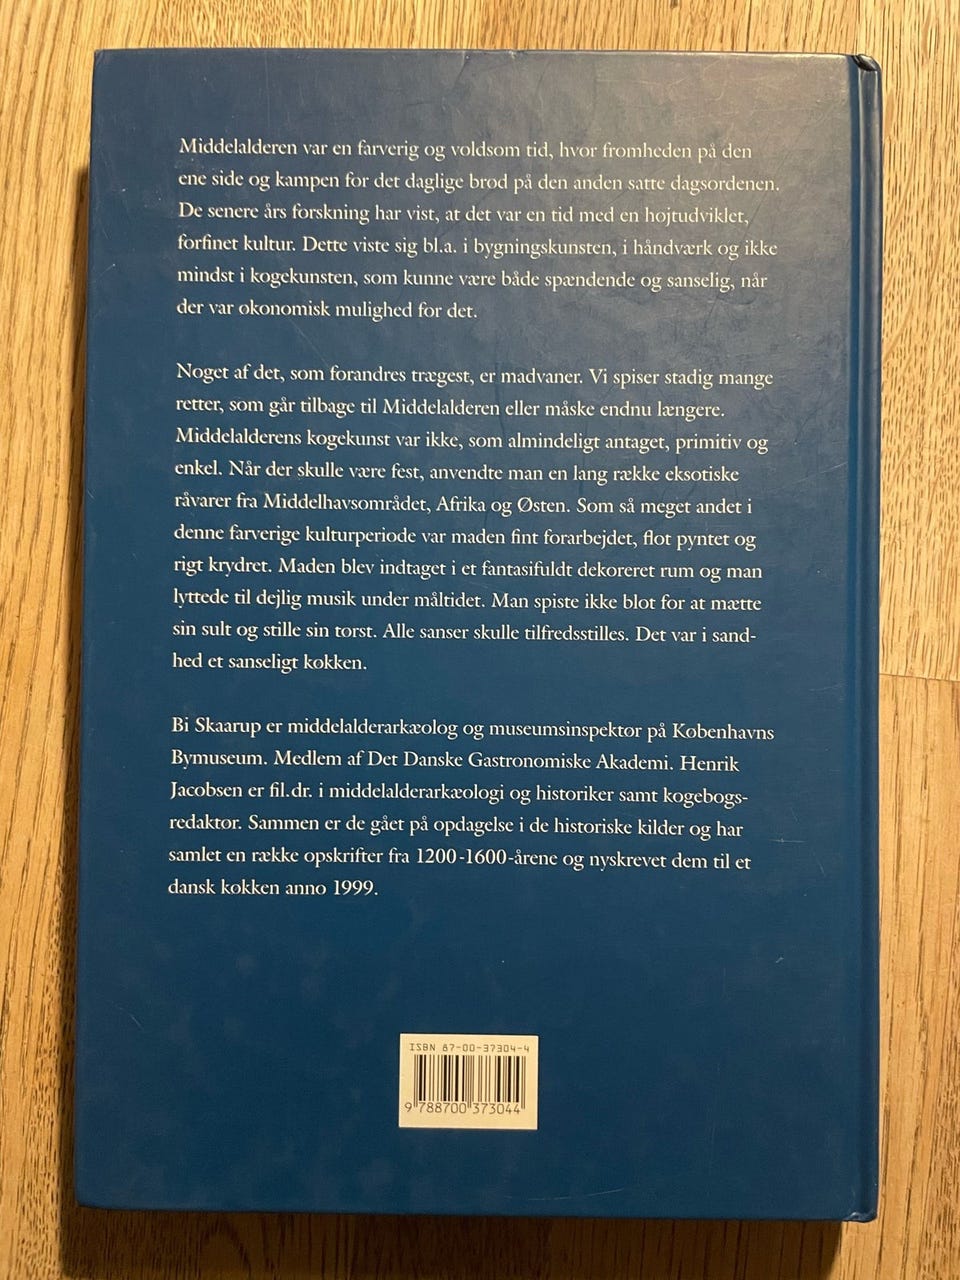 Middelalderen var en farverig og voldsom tid, hvor fromheden på den
ene side og kampen for det daglige brød på den anden satte dagsordenen.
De senere års forskning har vist, at det var en tid med en højtudviklet,
forfinet kultur. Dette viste sig bl.a. i bygningskunsten, i håndværk og ikke
mindst i kogekunsten, som kunne være både spændende og sanselig, når
der var økonomisk mulighed for det.
Noget af det, som forandres trægest, er madvaner. Vi spiser stadig mange
retter, som går tilbage til Middelalderen eller måske endnu længere.
Middelalderens kogekunst var ikke, som almindeligt antaget, primitiv og
enkel. Når der skulle være fest, anvendte man en lang række eksotiske
råvarer fra Middelhavsområdet, Afrika og Østen. Som så meget andet i
denne farverige kulturperiode var maden fint forarbejdet, flot pyntet og
rigt krydret. Maden blev indtaget i et fantasifuldt dekoreret rum og man
lyttede til dejlig musik under måltidet. Man spiste ikke blot for at mætte
sin sult og stille sin tørst. Alle sanser skulle tilfredsstilles. Det var i sand-
hed et sanseligt køkken.
Bi Skaarup er middelalderarkæolog og museumsinspektør på Københavns
Bymuseum. Medlem af Det Danske Gastronomiske Akademi. Henrik
Jacobsen er fil.dr. i middelalderarkæologi og historiker samt kogebogs-
redaktør. Sammen er de gået på opdagelse i de historiske kilder og har
samlet en række opskrifter fra 1200-1600-årene og nyskrevet dem til et
dansk køkken anno 1999.
ISBN 87-00-37304-4
9 788700 373044